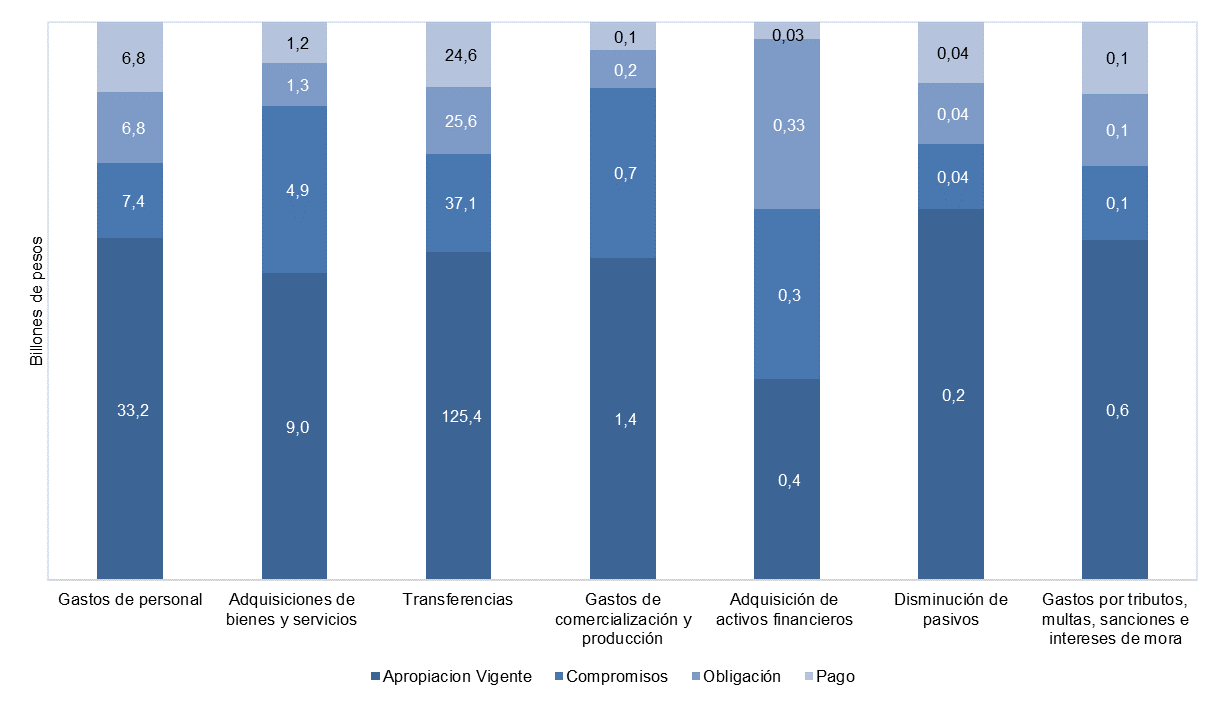 Billones de pesos
6,8
6,8
7,4
33,2
1,2
1,3
4,9
9,0
24,6
25,6
37,1
125,4
0,1
0,2
0,7
1,4
0,03
0,33
0,3
0,4
0,04
0,04
0,04
0,2
0,1
0,1
0,1
0,6
Gastos de personal
Adquisiciones de
bienes y servicios
Transferencias
Gastos de
comercialización y
producción
Adquisición de
activos financieros
Disminución de
pasivos
Gastos por tributos,
multas, sanciones e
intereses de mora
Apropiacion Vigente
Compromisos
Obligación
Pago